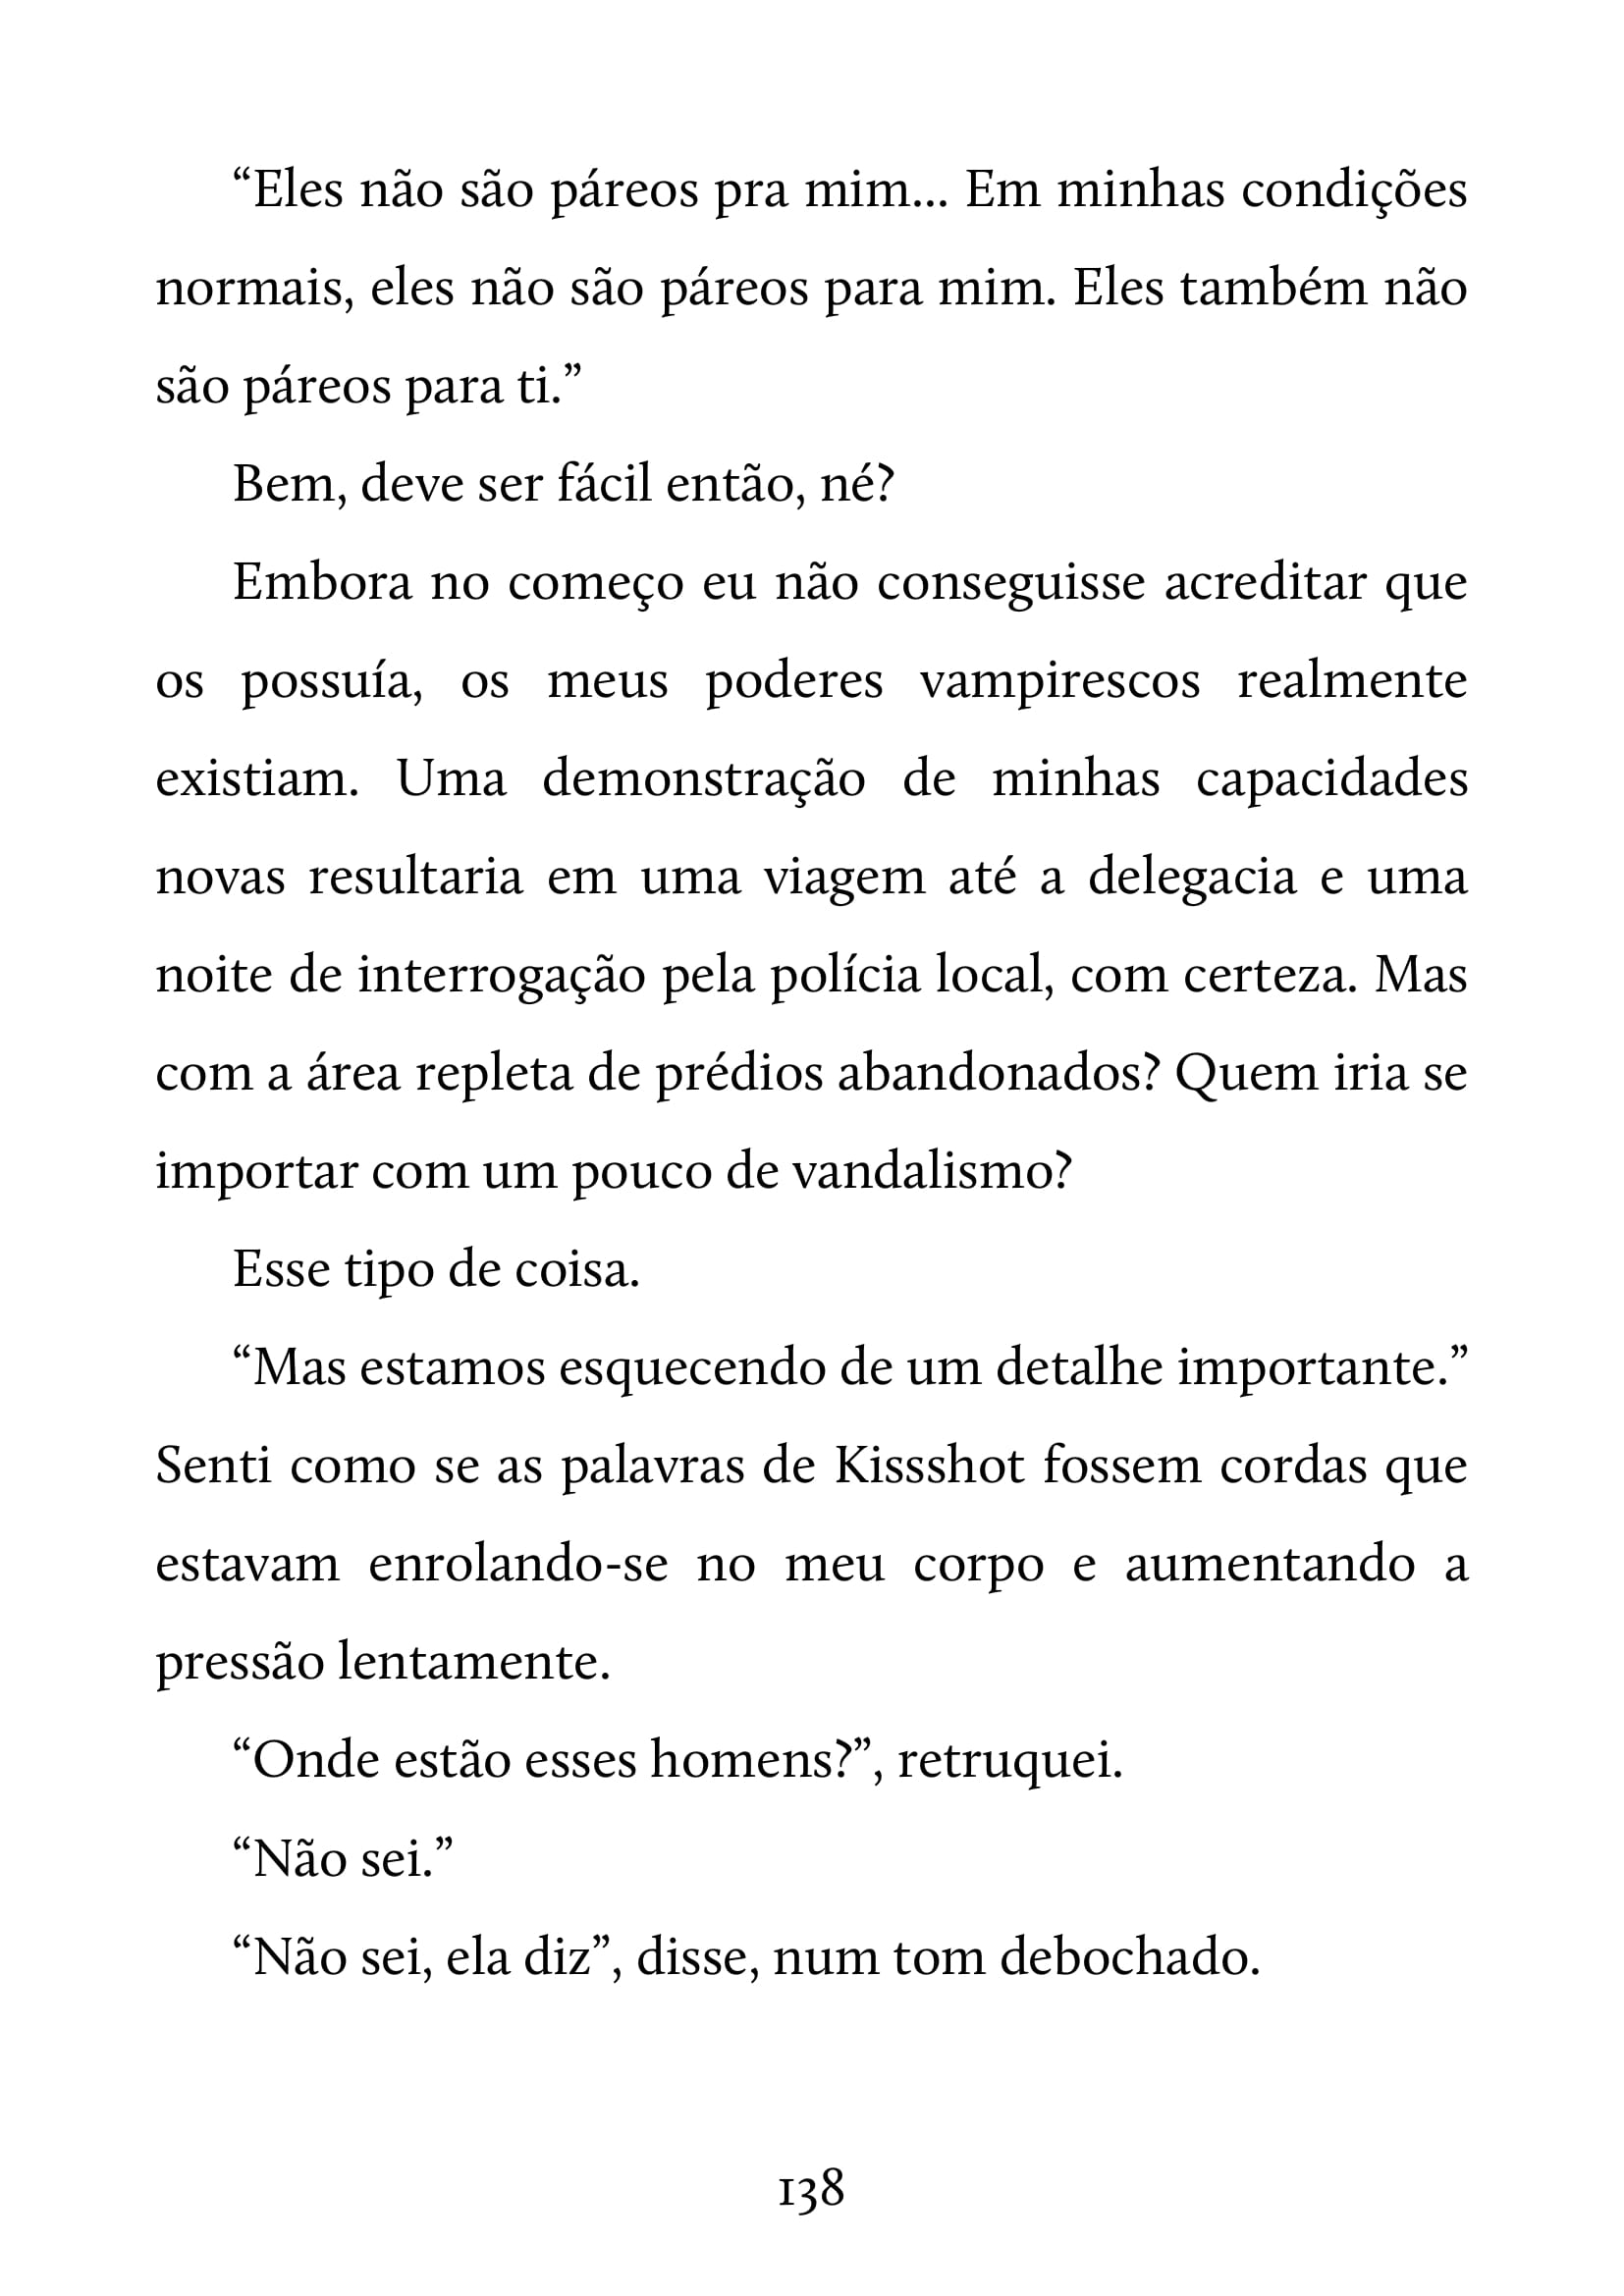 “Eles não são páreos pra mim... Em minhas condições
normais, eles não são páreos para mim. Eles também não
são páreos para ti.”
Bem, deve ser fácil então, né?
Embora no começo eu não conseguisse acreditar que
os possuía, os meus poderes vampirescos realmente
existiam. Uma demonstração de minhas capacidades
novas resultaria em uma viagem até a delegacia e uma
noite de interrogação pela polícia local, com certeza. Mas
com a área repleta de prédios abandonados? Quem iria se
importar com um pouco de vandalismo?
Esse tipo de coisa.
“Mas estamos esquecendo de um detalhe importante.”
Senti como se as palavras de Kissshot fossem cordas que
estavam enrolando-se no meu corpo e aumentando a
pressão lentamente.
“Onde estão esses homens?”, retruquei.
“Não sei.”
“Não sei, ela diz”, disse, num tom debochado.
138